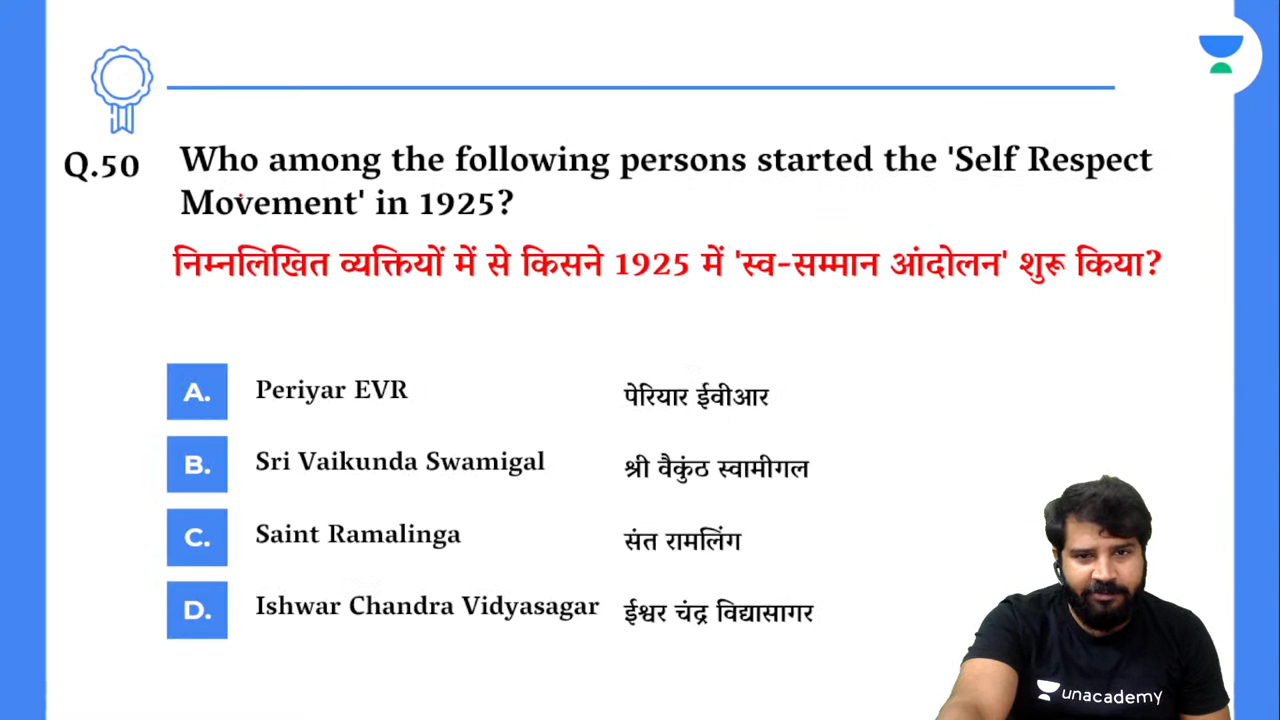 Q.50
Who among the following persons started the 'Self Respect
Movement' in 1925?
निम्नलिखित व्यक्तियों में से किसने 1925 में 'स्व-सम्मान आंदोलन' शुरू किया?
A. Periyar EVR पेरियार ईवीआर
B. Sri Vaikunda Swamigal श्री वैकुंठ स्वामीगल
C. Saint Ramalinga संत रामलिंग
D. Ishwar Chandra Vidyasagar ईश्वर चंद्र विद्यासागर
unacademy